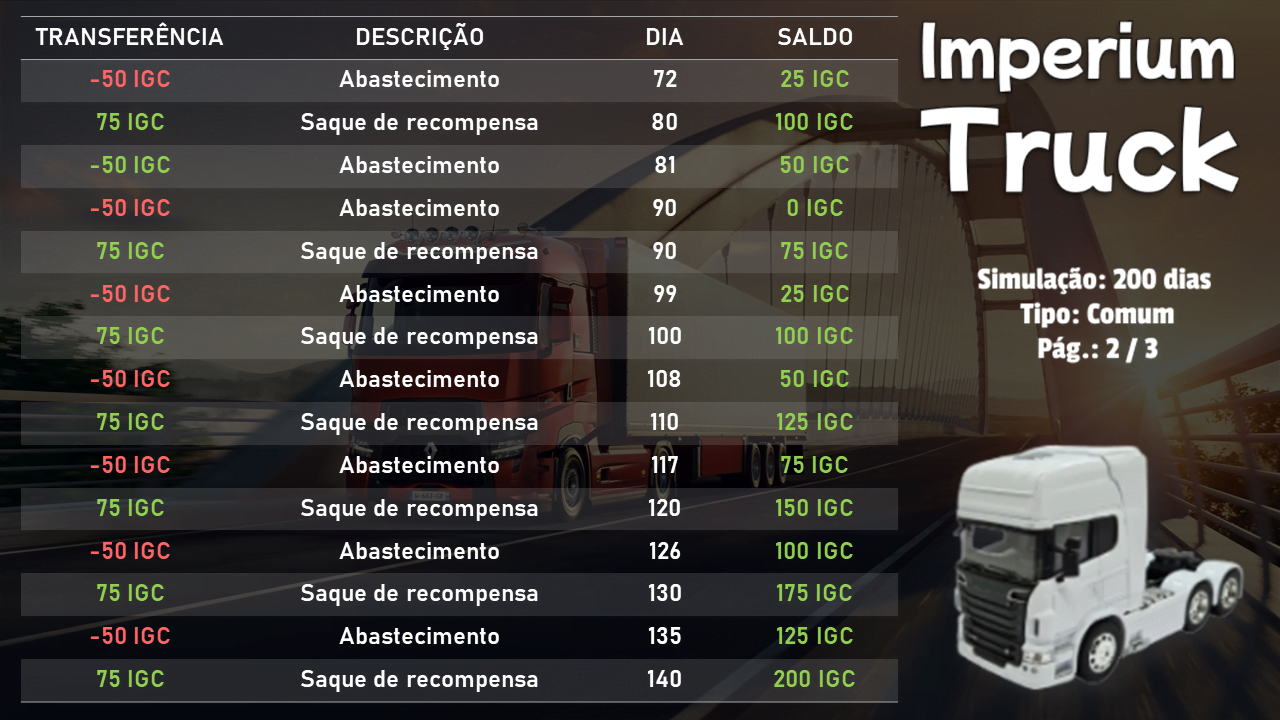 TRANSFERÊNCIA DESCRIÇÃO DIA SALDO
-50 IGC Abastecimento 72 25 IGC
75 IGC Saque de recompensa 80 100 IGC
-50 IGC Abastecimento 81 50 IGC
-50 IGC Abastecimento 90 0 IGC
75 IGC Saque de recompensa 90 75 IGC
-50 IGC Abastecimento 99 25 IGC
75 IGC Saque de recompensa 100 100 IGC
-50 IGC Abastecimento 108 50 IGC
75 IGC Saque de recompensa 110 125 IGC
-50 IGC Abastecimento 117 75 IGC
75 IGC Saque de recompensa 120 150 IGC
-50 IGC Abastecimento 126 100 IGC
75 IGC Saque de recompensa 130 175 IGC
-50 IGC Abastecimento 135 125 IGC
75 IGC Saque de recompensa 140 200 IGC
Imperium
Truck
Simulação: 200 dias
Tipo: Comum
Pág.: 2 / 3